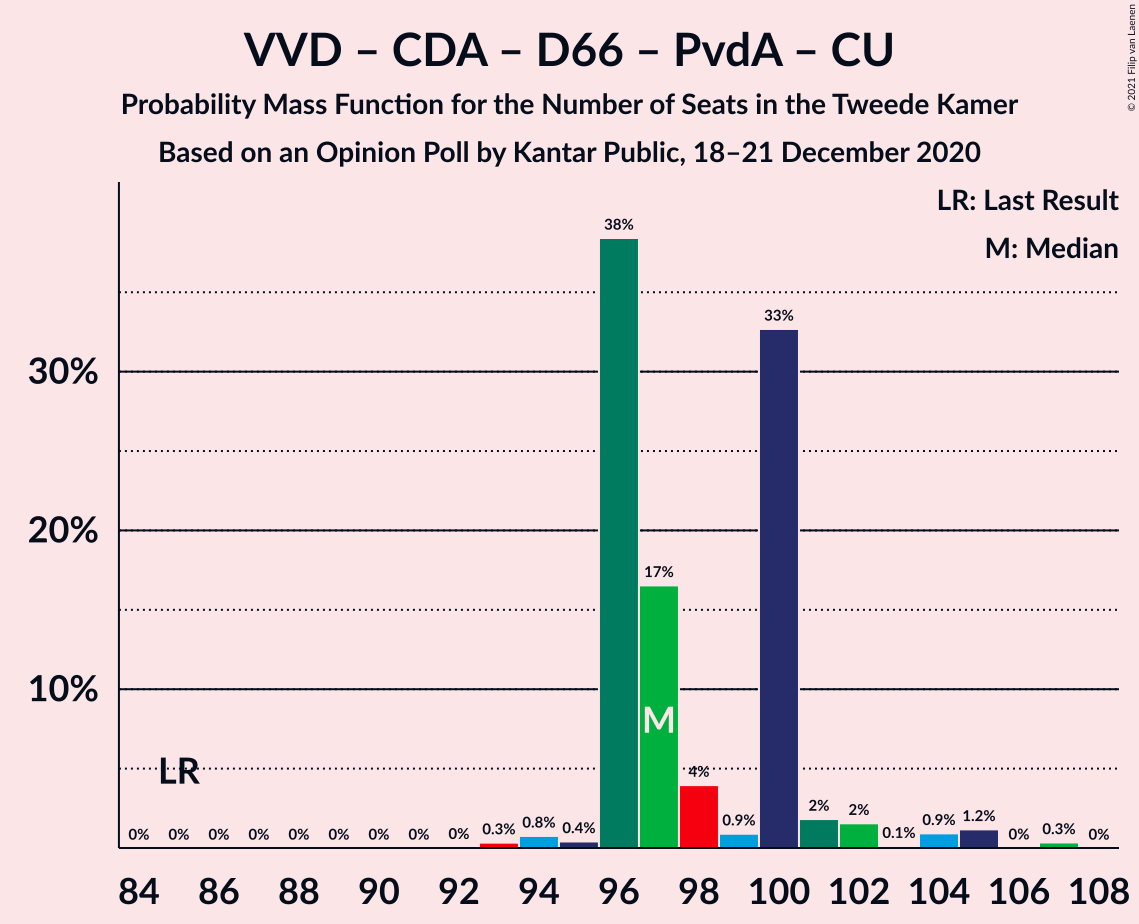 © 2021 Filip van Laenen
VVD – CDA – D66 – PvdA – CU
Probability Mass Function for the Number of Seats in the Tweede Kamer
Based on an Opinion Poll by Kantar Public, 18–21 December 2020
LR: Last Result
M: Median
30%
20%
10%
LR
M
0% 0% 0% 0% 0% 0% 0% 0% 0% 0.3% 0.8% 0.4% 38% 17% 4% 0.9% 33% 2% 2% 0.1% 0.9% 1.2% 0% 0.3% 0%
84 86 88 90 92 94 96 98 100 102 104 106 108